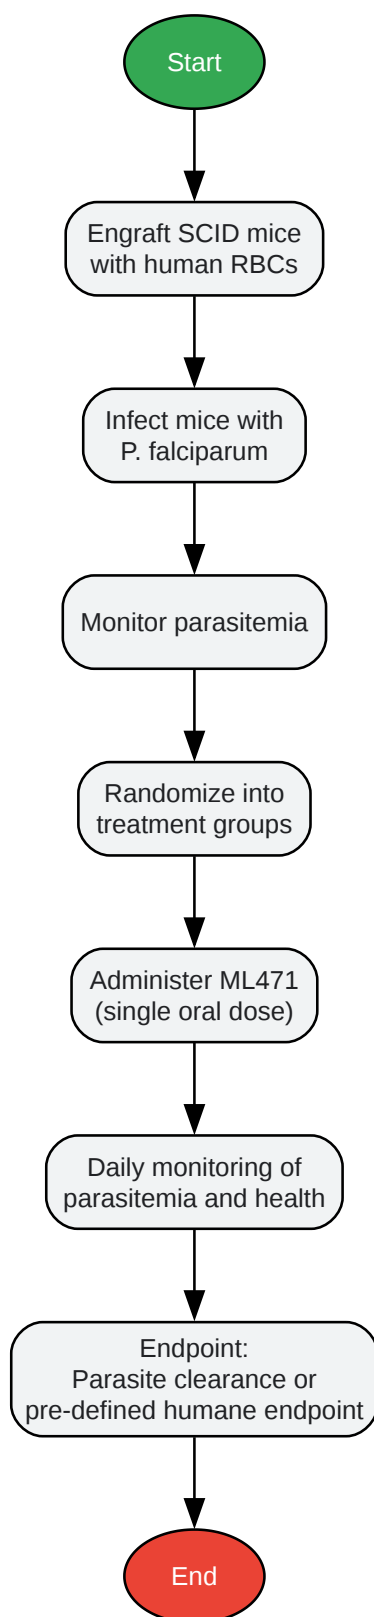 Start
Engraft SCID mice
with human RBCs
Infect mice with
P. falciparum
Monitor parasitemia
Randomize into
treatment groups
Administer ML471
(single oral dose)
Daily monitoring of
parasitemia and health
Endpoint:
Parasite clearance or
pre-defined humane endpoint
End